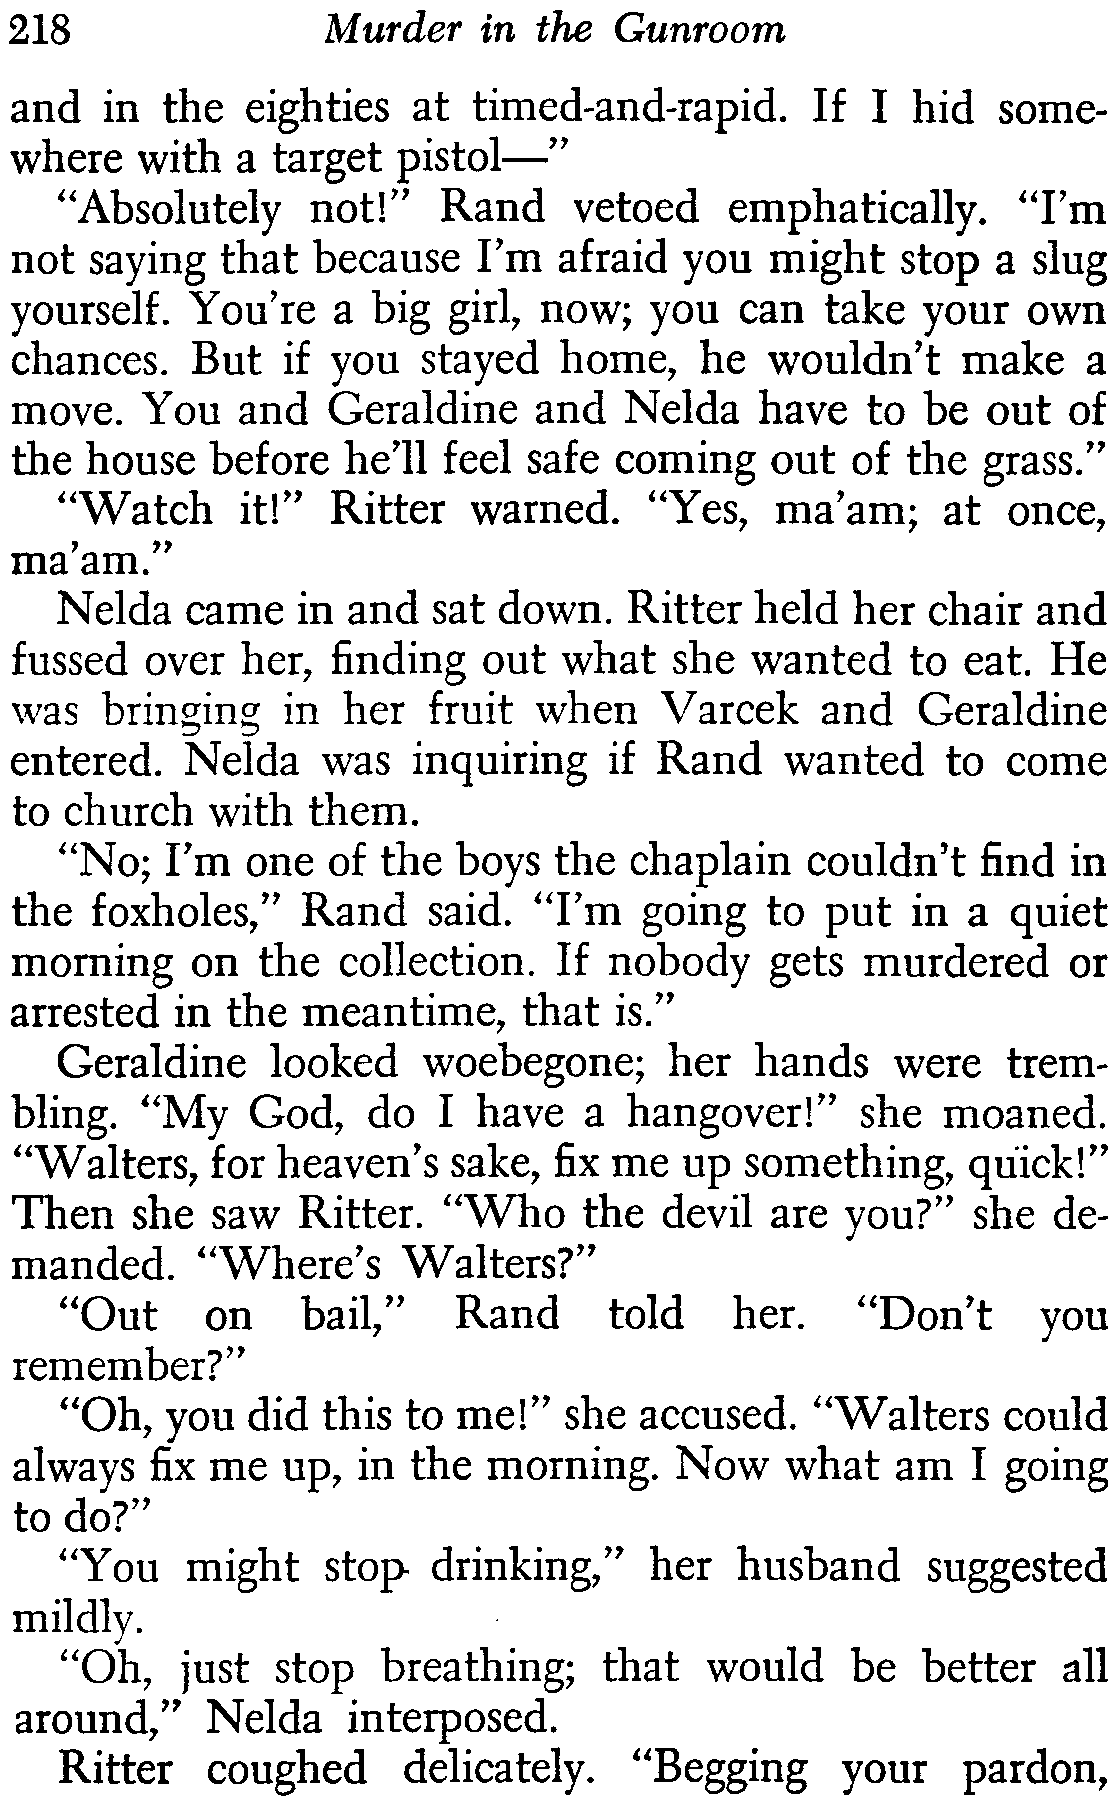 218 Murder in the Gunroom
and in the eighties at timed-and-rapid. If I hid some-
where with a target pistol—”
“Absolutely not!” Rand vetoed emphatically. “I’m
not saying that because I’m afraid you might stop a slug
yourself. You’re a big girl, now; you can take your own
chances. But if you stayed home, he wouldn’t make a
move. You and Geraldine and Nelda have to be out of
the house before he’ll feel safe coming out of the grass.”
“Watch it!” Ritter warned. “Yes, ma’am; at once,
ma’am.”
Nelda came in and sat down. Ritter held her chair and
fussed over her, finding out what she wanted to eat. He
was bringing in her fruit when Varcek and Geraldine
entered. Nelda was inquiring if Rand wanted to come
to church with them.
“No; I’m one of the boys the chaplain couldn’t find in
the foxholes,” Rand said. “I’m going to put in a quiet
morning on the collection. If nobody gets murdered or
arrested in the meantime, that is.”
Geraldine looked woebegone; her hands were trem-
bling. “My God, do I have a hangover!” she moaned.
“Walters, for heaven’s sake, fix me up something, quick!”
Then she saw Ritter. “Who the devil are you?” she de-
manded. “Where’s Walters?”
“Out on bail,” Rand told her. “Don’t you
remember?”
“Oh, you did this to me!” she accused. “Walters could
always fix me up, in the morning. Now what am I going
to do?”
“You might stop drinking,” her husband suggested
mildly.
“Oh, just stop breathing; that would be better all
around,” Nelda interposed.
Ritter coughed delicately. “Begging your pardon,